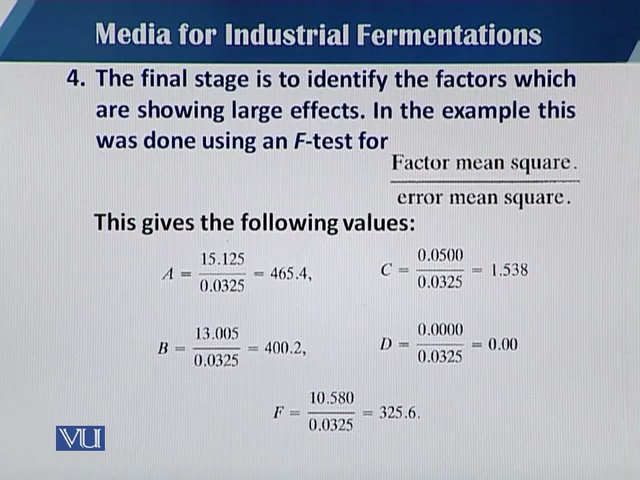 Media for Industrial Fermentations
4. The final stage is to identify the factors which
are showing large effects. In the example this
was done using an F-test for
Factor mean square.
error mean square.
This gives the following values:
A = 15.125 / 0.0325 = 465.4,
C = 0.0500 / 0.0325 = 1.538
B = 13.005 / 0.0325 = 400.2,
D = 0.0000 / 0.0325 = 0.00
F = 10.580 / 0.0325 = 325.6.
VU